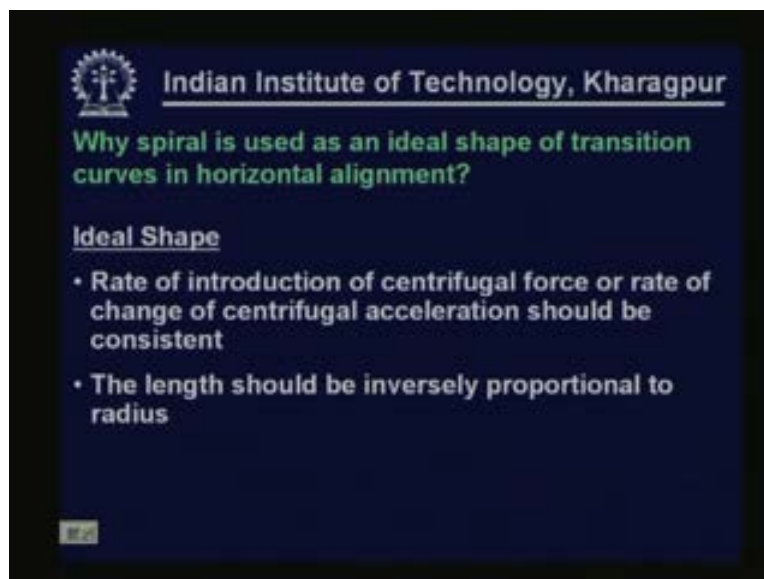 Indian Institute of Technology, Kharagpur
Why spiral is used as an ideal shape of transition
curves in horizontal alignment?
Ideal Shape
• Rate of introduction of centrifugal force or rate of
change of centrifugal acceleration should be
consistent
• The length should be inversely proportional to
radius